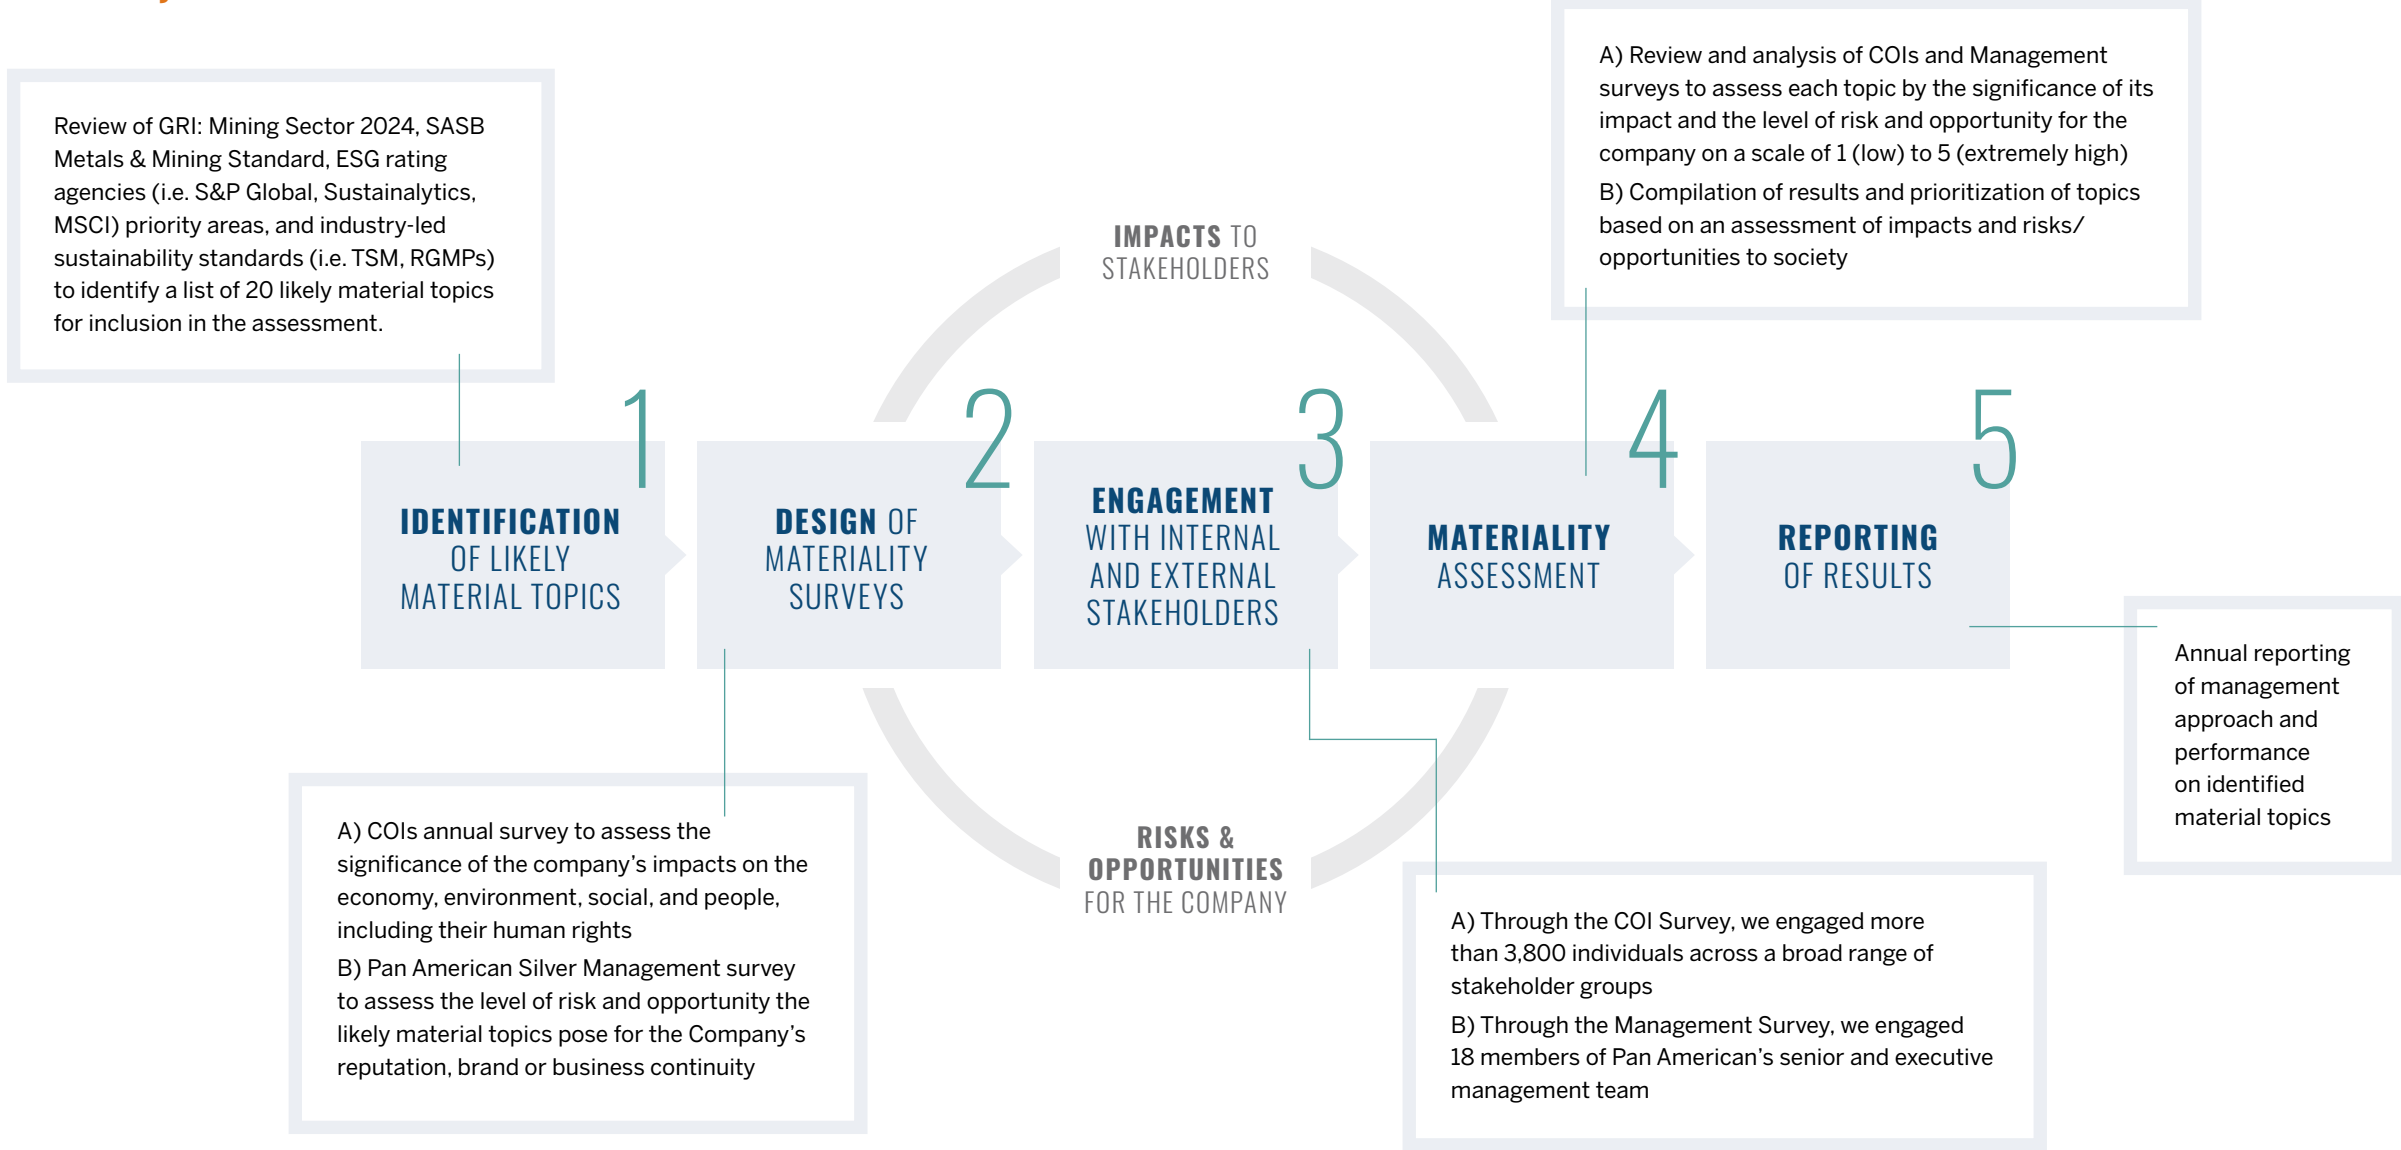 Review of GRI: Mining Sector 2024, SASB
Metals & Mining Standard, ESG rating
agencies (i.e. S&P Global, Sustainalytics,
MSCI) priority areas, and industry-led
sustainability standards (i.e. TSM, RGMPs)
to identify a list of 20 likely material topics
for inclusion in the assessment.
A) Review and analysis of COIs and Management
surveys to assess each topic by the significance of its
impact and the level of risk and opportunity for the
company on a scale of 1 (low) to 5 (extremely high)
B) Compilation of results and prioritization of topics
based on an assessment of impacts and risks/
opportunities to society
IMPACTS TO
STAKEHOLDERS
1
IDENTIFICATION
OF LIKELY
MATERIAL TOPICS
2
DESIGN OF
MATERIALITY
SURVEYS
3
ENGAGEMENT
WITH INTERNAL
AND EXTERNAL
STAKEHOLDERS
4
MATERIALITY
ASSESSMENT
5
REPORTING
OF RESULTS
Annual reporting
of management
approach and
performance
on identified
material topics
A) COIs annual survey to assess the
significance of the company's impacts on the
economy, environment, social, and people,
including their human rights
B) Pan American Silver Management survey
to assess the level of risk and opportunity the
likely material topics pose for the Company's
reputation, brand or business continuity
RISKS &
OPPORTUNITIES
FOR THE COMPANY
A) Through the COI Survey, we engaged more
than 3,800 individuals across a broad range of
stakeholder groups
B) Through the Management Survey, we engaged
18 members of Pan American's senior and executive
management team